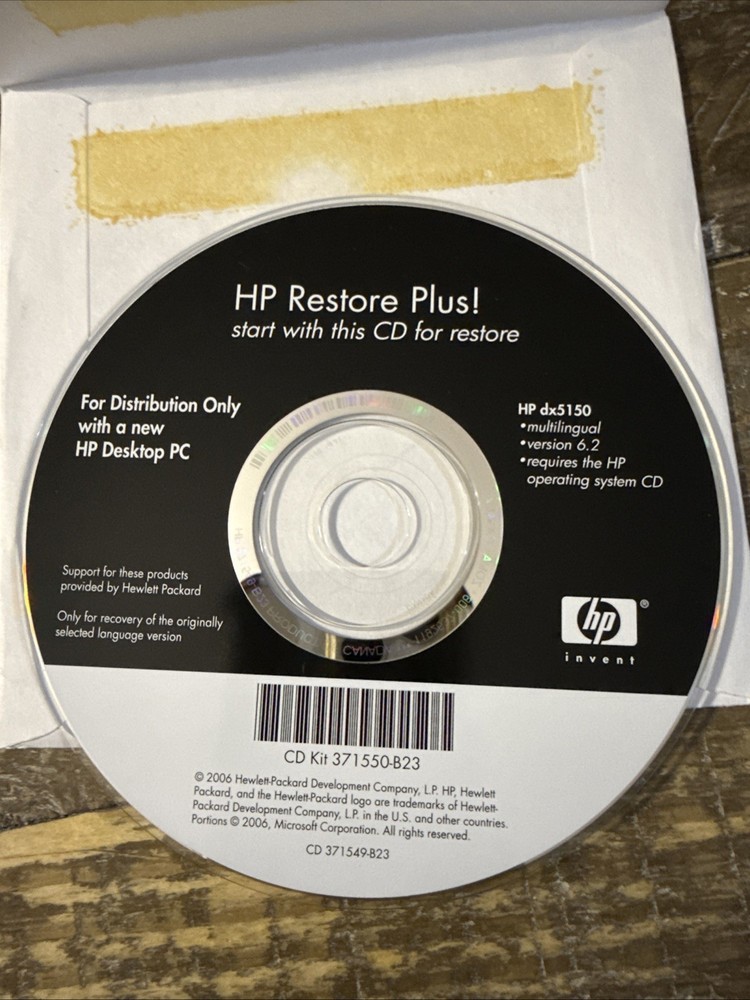 HP Restore Plus!
start with this CD for restore
For Distribution Only
with a new
HP Desktop PC
HP dx5150
•multilingual
•version 6.2
•requires the HP
operating system CD
Support for these products
provided by Hewlett Packard
Only for recovery of the originally
selected language version
hp®
invent
CD Kit 371550-B23
© 2006 Hewlett-Packard Development Company, L.P. HP, Hewlett
Packard, and the Hewlett-Packard logo are trademarks of Hewlett-
Packard Development Company, L.P. in the U.S. and other countries.
Portions © 2006, Microsoft Corporation. All rights reserved.
CD 371549-B23